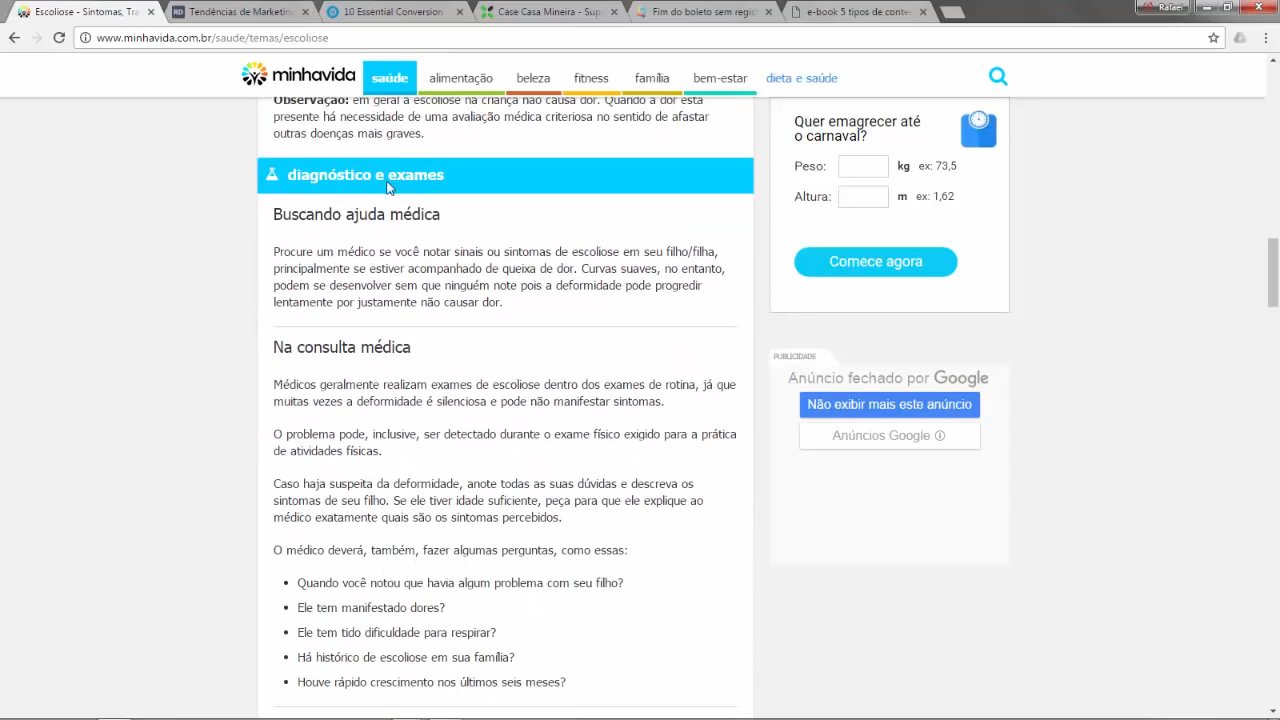 Escoliose - Sintomas, Tra
Tendências de Marketing
10 Essential Conversion
Case Casa Mineira - Sup
Fim do boleto sem regist
e-book 5 tipos de conte
Rafael
www.minhavida.com.br/saude/temas/escoliose
minhavida
saúde
alimentação
beleza
fitness
família
bem-estar
dieta e saúde
Observação: em geral a escoliose na criança não causa dor. Quando a dor está
presente há necessidade de uma avaliação médica criteriosa no sentido de afastar
outras doenças mais graves.
diagnóstico e exames
Buscando ajuda médica
Procure um médico se você notar sinais ou sintomas de escoliose em seu filho/filha,
principalmente se estiver acompanhado de queixa de dor. Curvas suaves, no entanto,
podem se desenvolver sem que ninguém note pois a deformidade pode progredir
lentamente por justamente não causar dor.
Na consulta médica
Médicos geralmente realizam exames de escoliose dentro dos exames de rotina, já que
muitas vezes a deformidade é silenciosa e pode não manifestar sintomas.
O problema pode, inclusive, ser detectado durante o exame físico exigido para a prática
de atividades físicas.
Caso haja suspeita da deformidade, anote todas as suas dúvidas e descreva os
sintomas de seu filho. Se ele tiver idade suficiente, peça para que ele explique ao
médico exatamente quais são os sintomas percebidos.
O médico deverá, também, fazer algumas perguntas, como essas:
• Quando você notou que havia algum problema com seu filho?
• Ele tem manifestado dores?
• Ele tem tido dificuldade para respirar?
• Há histórico de escoliose em sua família?
• Houve rápido crescimento nos últimos seis meses?
Quer emagrecer até
o carnaval?
Peso: kg ex: 73,5
Altura: m ex: 1,62
Comece agora
PUBLICIDADE
Anúncio fechado por Google
Não exibir mais este anúncio
Anúncios Google